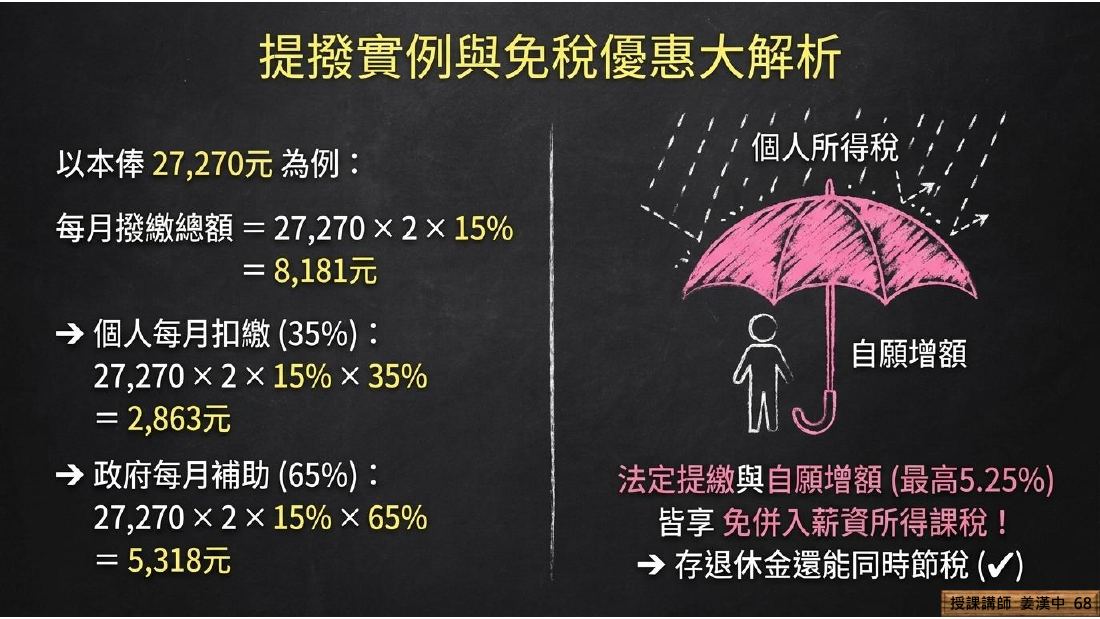 提撥實例與免稅優惠大解析
以本俸 27,270元 為例：
每月撥繳總額 = 27,270 × 2 × 15%
= 8,181元
➔ 個人每月扣繳 (35%)：
27,270 × 2 × 15% × 35%
= 2,863元
➔ 政府每月補助 (65%)：
27,270 × 2 × 15% × 65%
= 5,318元
個人所得稅
自願增額
法定提繳與自願增額 (最高5.25%)
皆享 免併入薪資所得課稅！
➔ 存退休金還能同時節稅 (✔)
授課講師 姜漢中 68